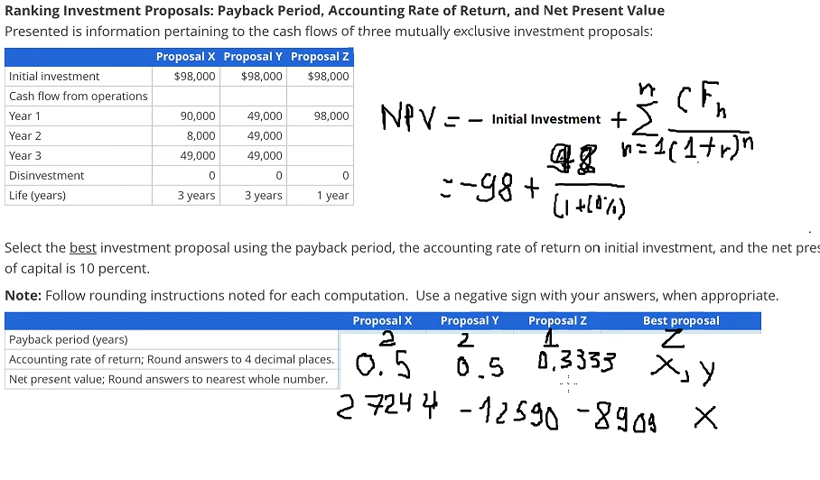 Ranking Investment Proposals: Payback Period, Accounting Rate of Return, and Net Present Value
Presented is information pertaining to the cash flows of three mutually exclusive investment proposals:
Proposal X Proposal Y Proposal Z
Initial investment $98,000 $98,000 $98,000
Cash flow from operations
Year 1 90,000 49,000 98,000
Year 2 8,000 49,000
Year 3 49,000 49,000
Disinvestment 0 0 0
Life (years) 3 years 3 years 1 year
NPV = - Initial Investment + n∑n=1 CFn/(1+r)n
= -98 + 98/(1+10%)
Select the best investment proposal using the payback period, the accounting rate of return on initial investment, and the net pres
of capital is 10 percent.
Note: Follow rounding instructions noted for each computation. Use a negative sign with your answers, when appropriate.
Proposal X Proposal Y Proposal Z Best proposal
Payback period (years) 2 2 1 Z
Accounting rate of return; Round answers to 4 decimal places. 0.5 0.5 0.3333 X, y
Net present value; Round answers to nearest whole number.
27244 -12590 -8909 X